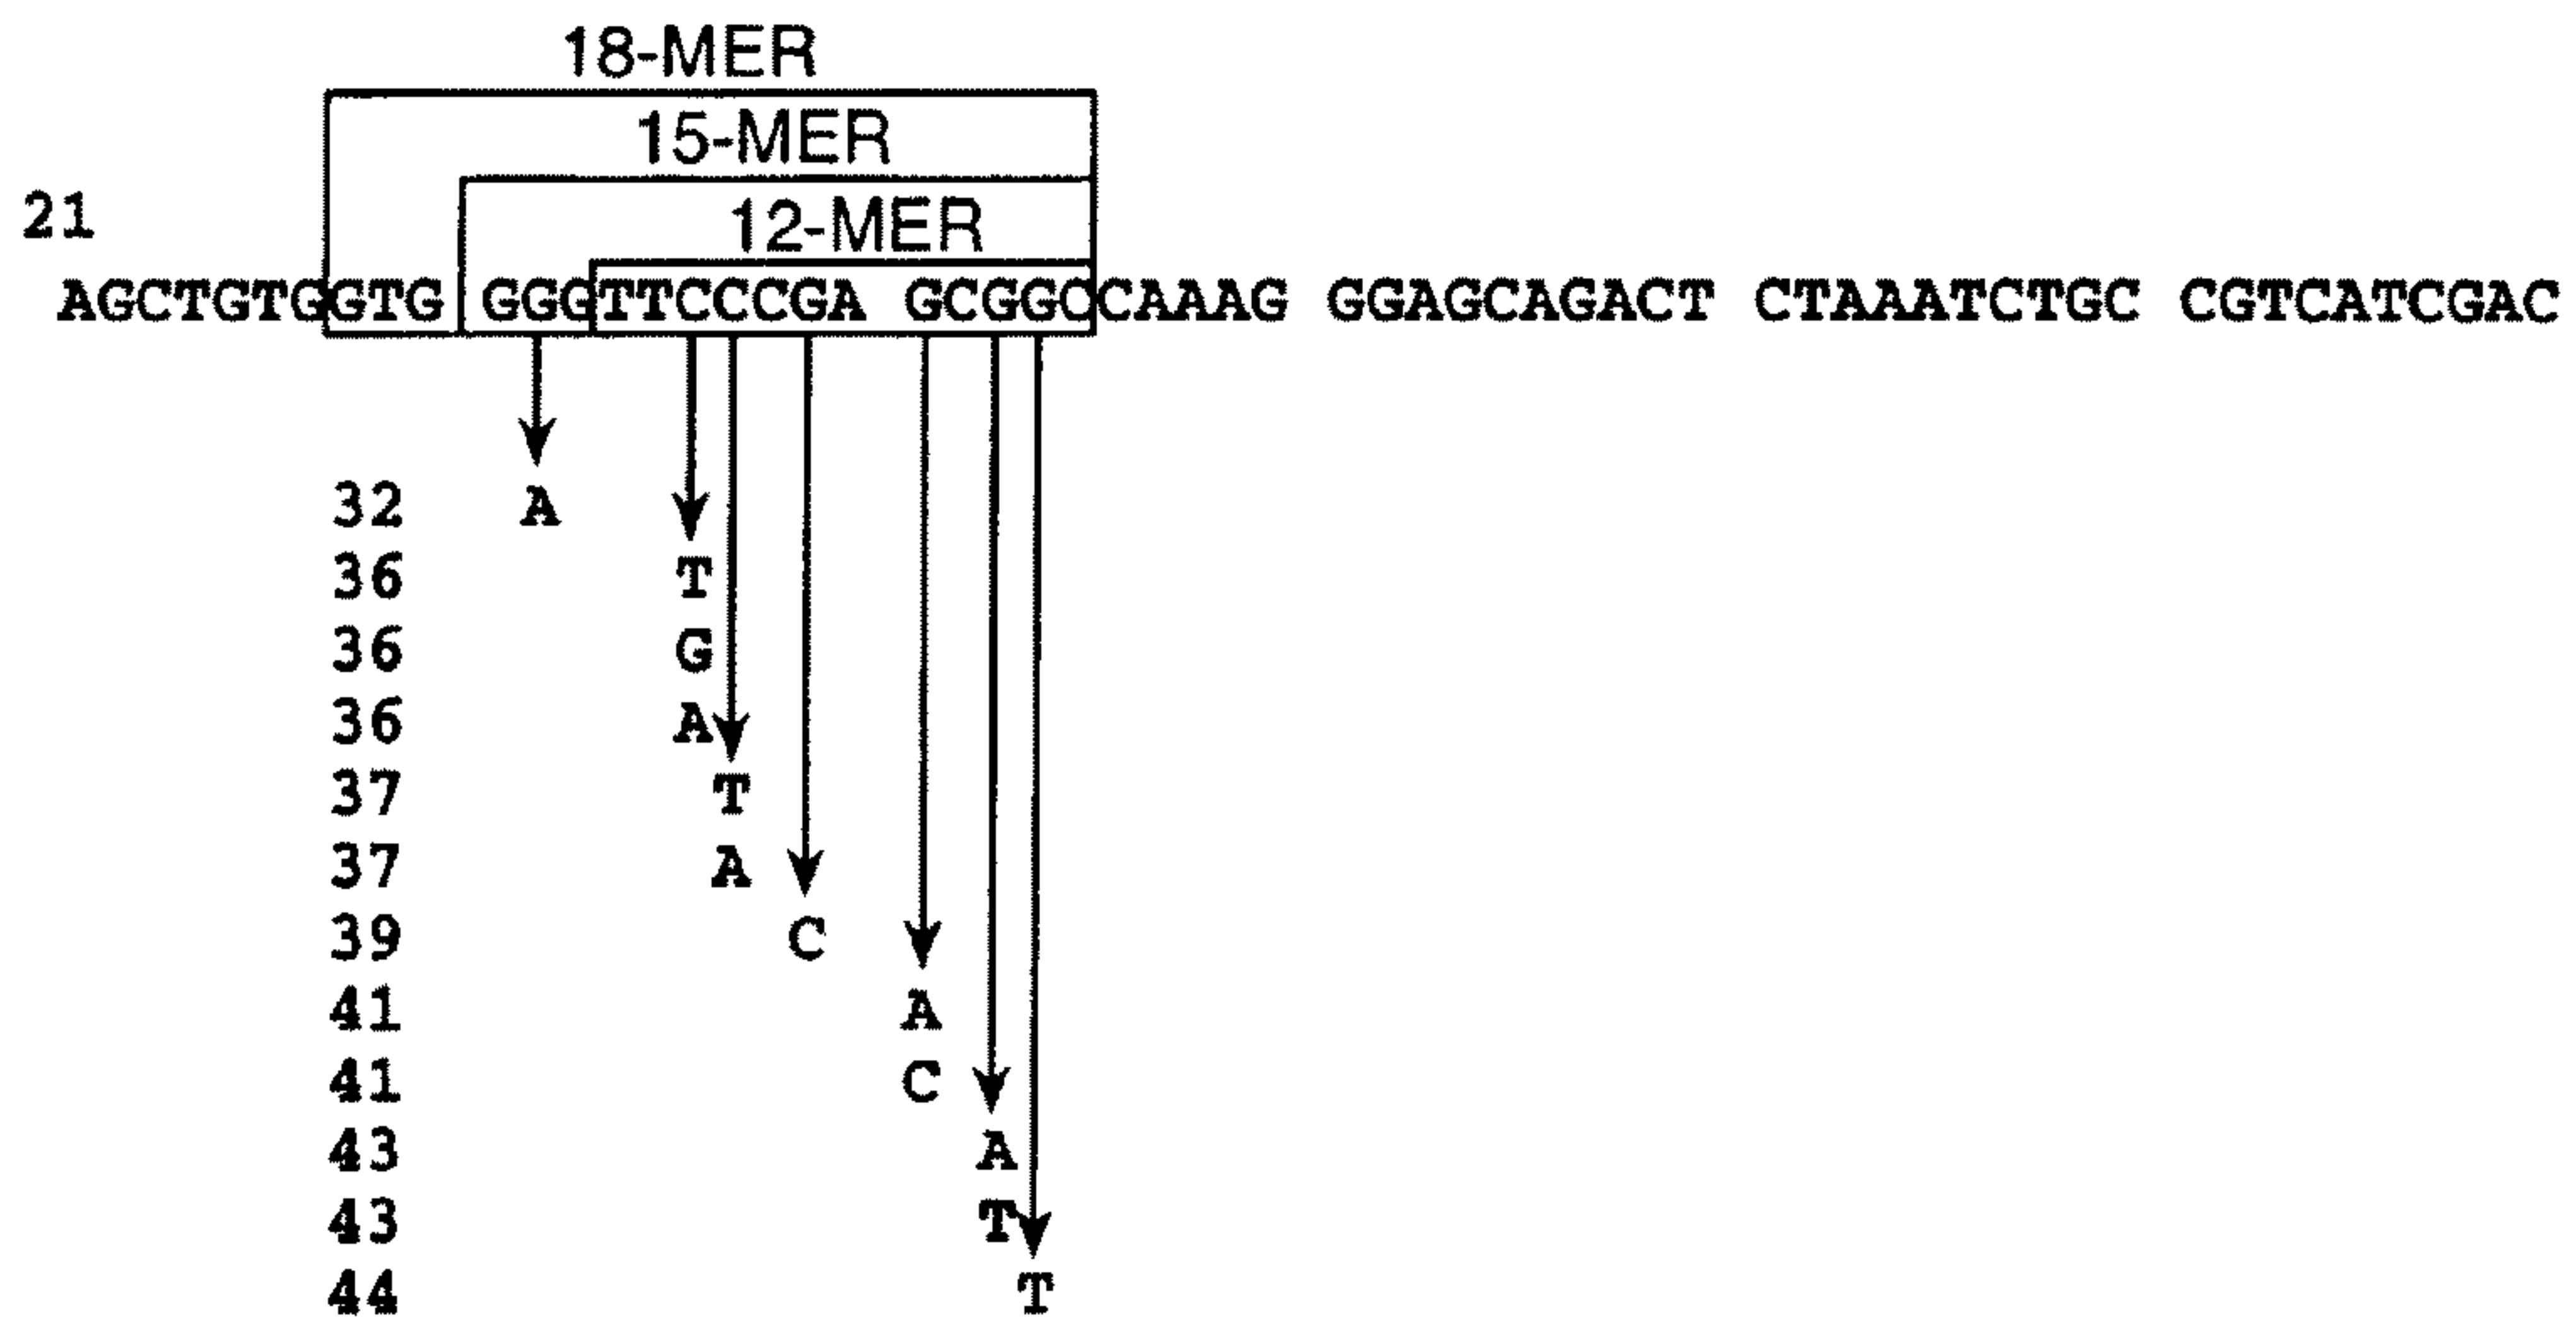 18-MER
15-MER
21
12-MER
AGCTGTGGTG GGGTTCCCGA GCGGCCAAAG GGAGCAGACT CTAAATCTGC CGTCATCGAC
32 A
36 T
36 G
36 A
37 T
37 A
39 C
41 A
41 C
43 A
43 T
44 T